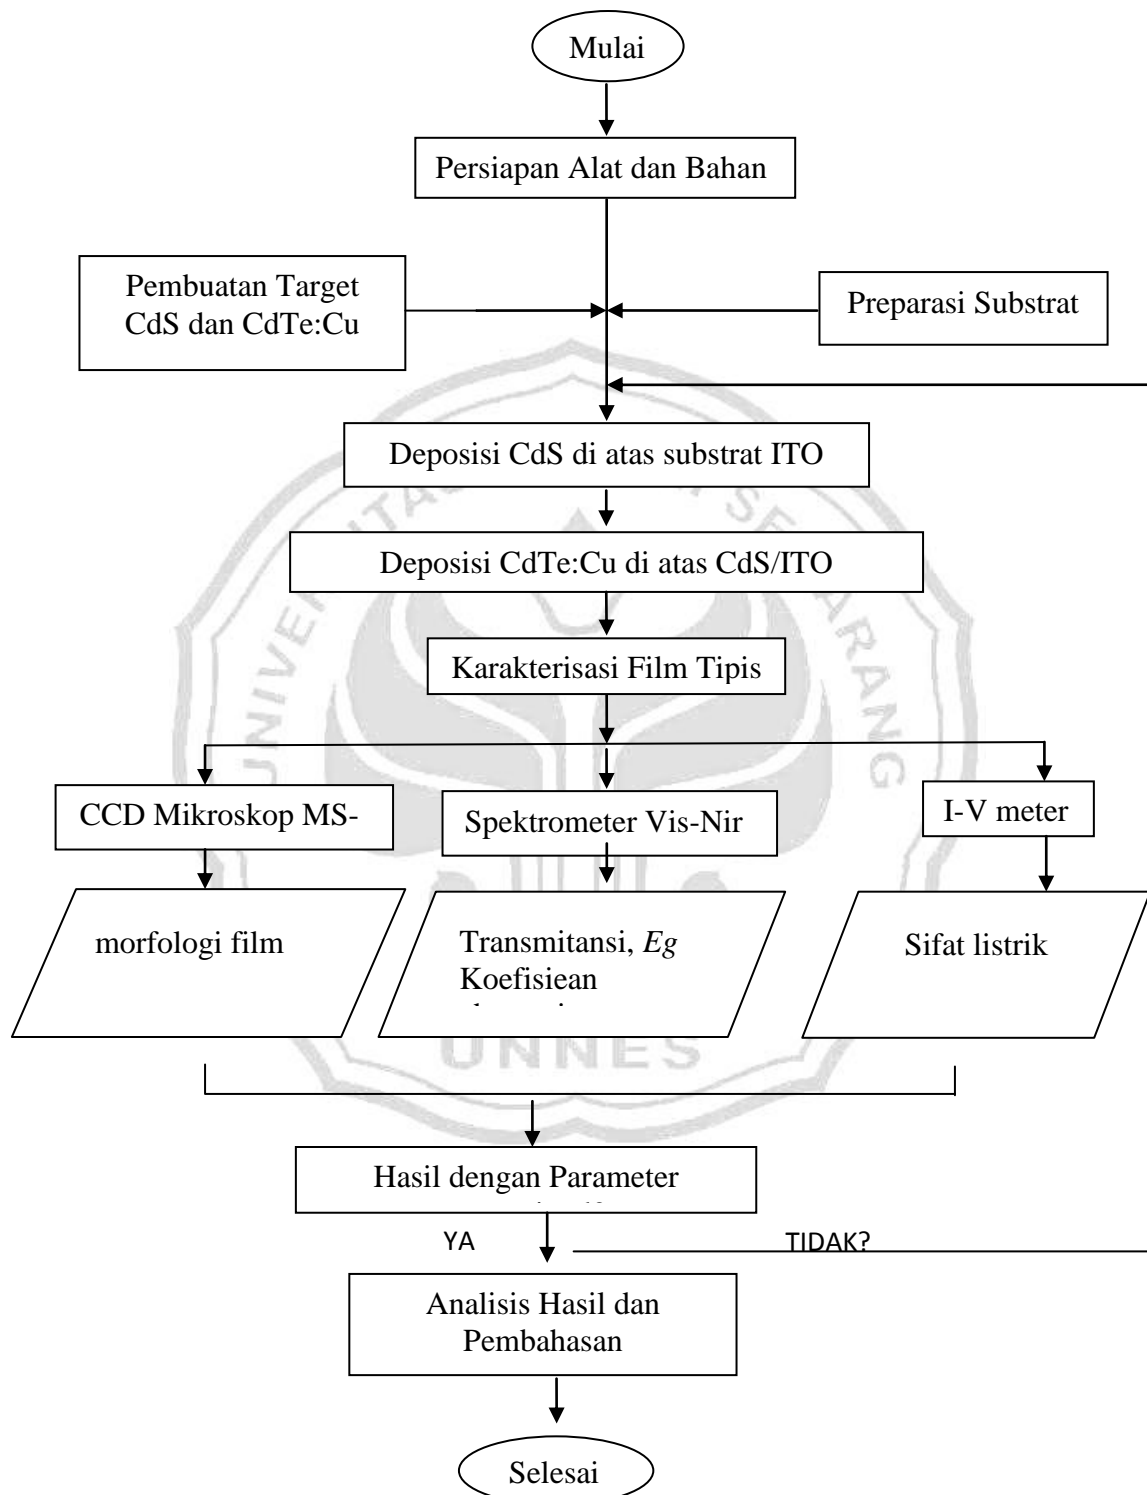 Mulai
Persiapan Alat dan Bahan
Pembuatan Target
CdS dan CdTe:Cu
Preparasi Substrat
Deposisi CdS di atas substrat ITO
Deposisi CdTe:Cu di atas CdS/ITO
Karakterisasi Film Tipis
CCD Mikroskop MS-
Spektrometer Vis-Nir
I-V meter
morfologi film
Transmitansi, Eg
Koefisiean
Sifat listrik
UNNES
Hasil dengan Parameter
YA
TIDAK?
Analisis Hasil dan
Pembahasan
Selesai